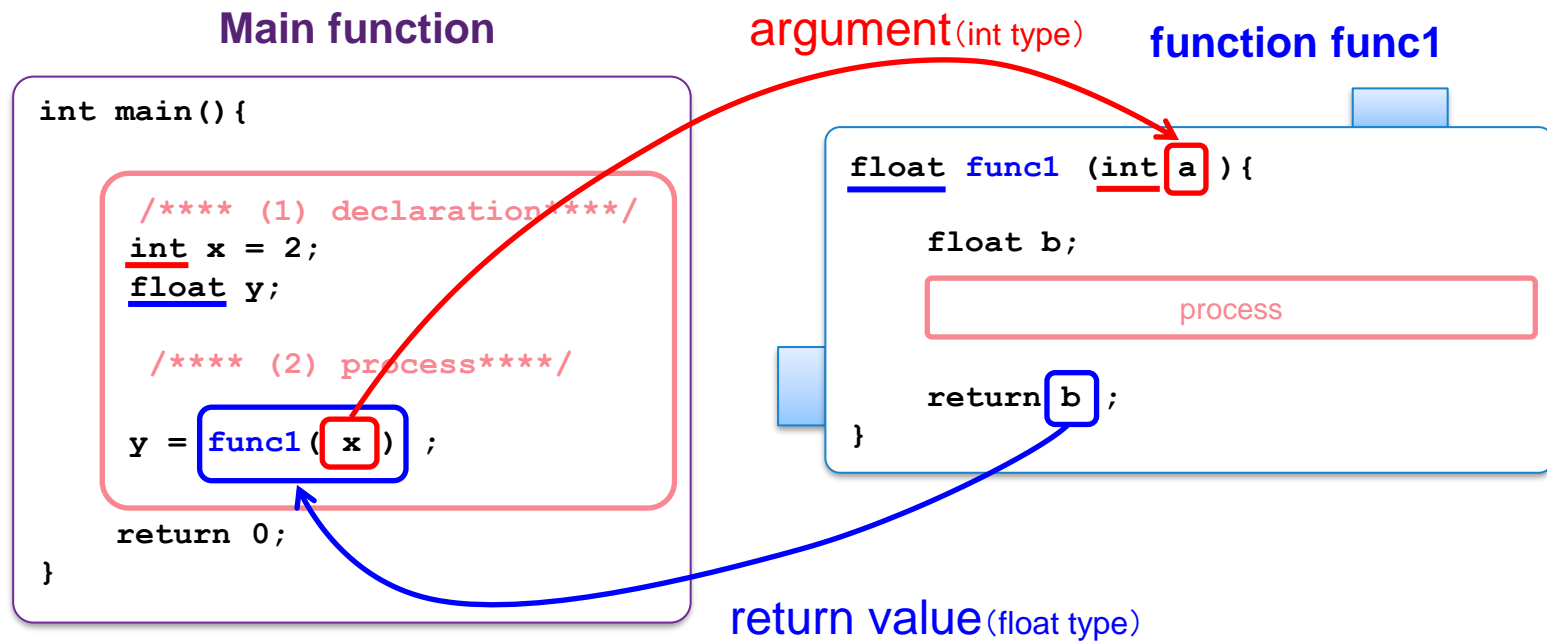 Main function
int main(){
/**** (1) declaration****/
int x = 2;
float y;
/**** (2) process****/
y = func1( x ) ;
return 0;
}
argument（int type）
function func1
float func1 (int a ){
float b;
process
return b ;
}
return value（float type）